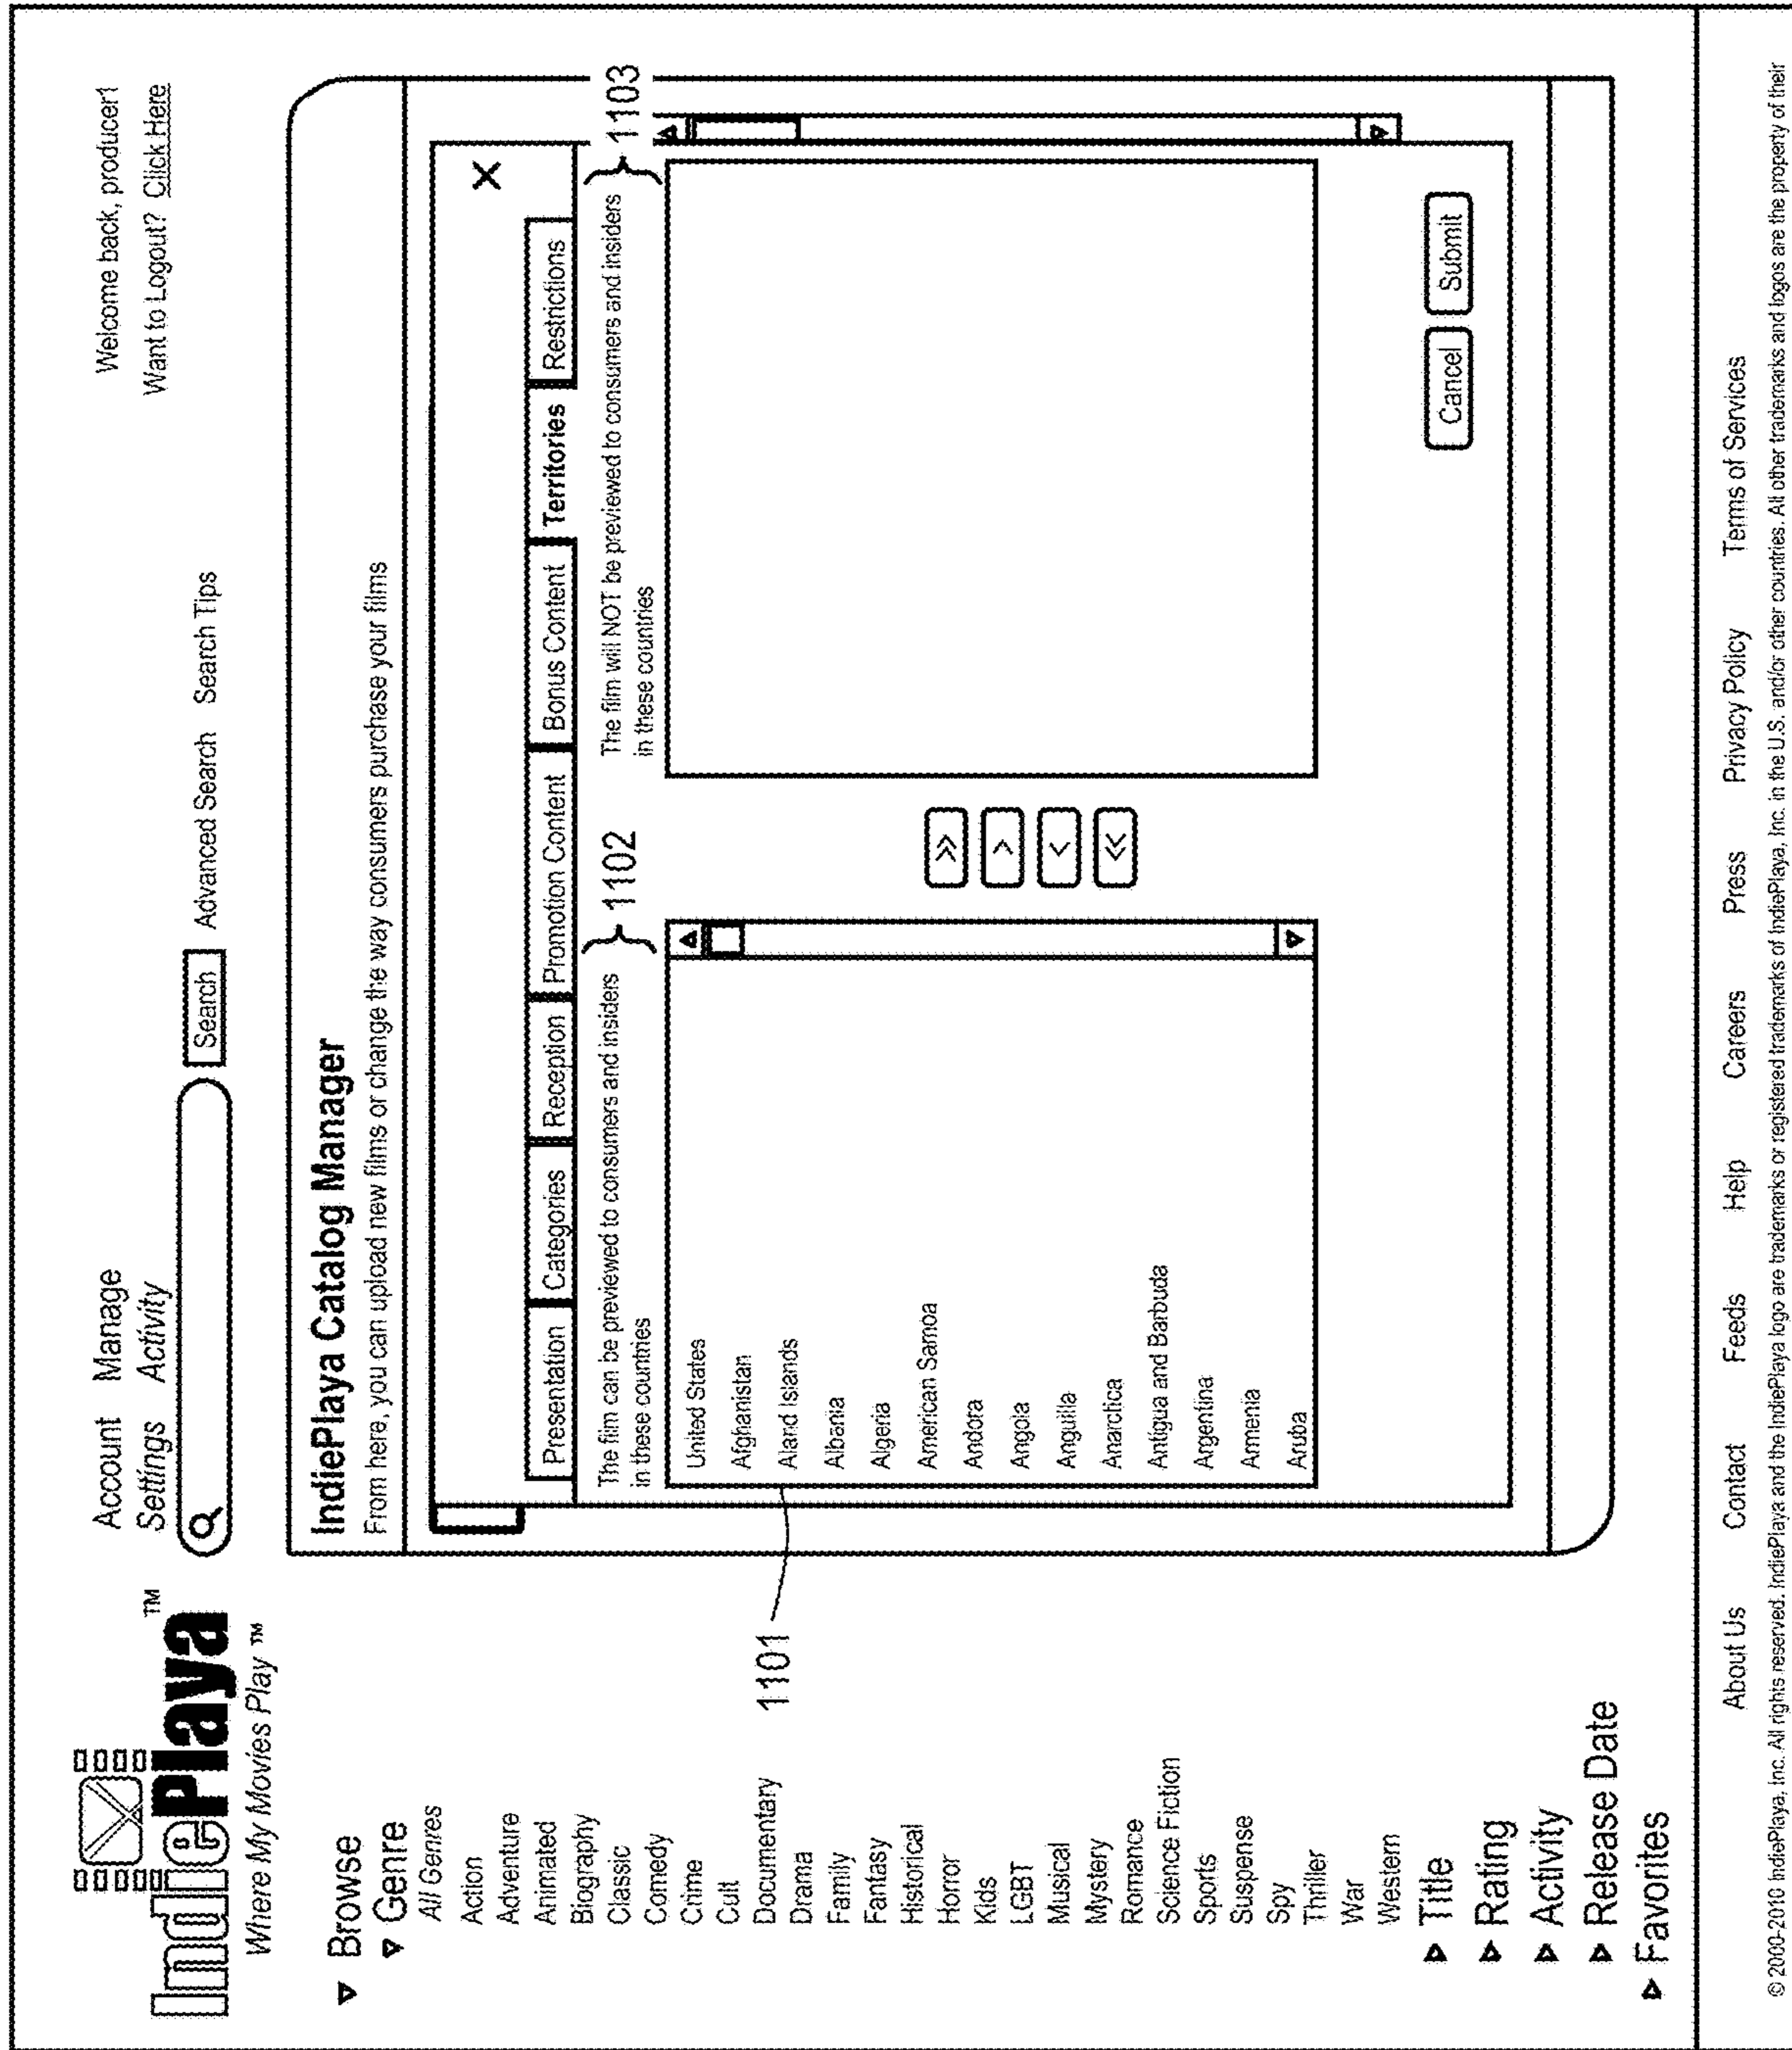 IndiePlaya™
Where My Movies Play™
Account Settings
Manage Activity
Search
Advanced Search
Search Tips
Welcome back, producer1
Want to Logout? Click Here
Browse
Genre
All Genres
Action
Adventure
Animated
Biography
Classic
Comedy
Crime
Cult
Documentary
Drama
Family
Fantasy
Historical
Horror
Kids
LGBT
Musical
Mystery
Romance
Science Fiction
Sports
Suspense
Spy
Thriller
War
Western
Title
Rating
Activity
Release Date
Favorites
IndiePlaya Catalog Manager
From here, you can upload new films or change the way consumers purchase your films
X
Presentation
Categories
Reception
Promotion Content
Bonus Content
Territories
Restrictions
The film can be previewed to consumers and insiders
in these countries
1102
1101
United States
Afghanistan
Aland Islands
Albania
Algeria
American Samoa
Andora
Angola
Anguilla
Anarctica
Antigua and Barbuda
Argentina
Armenia
Aruba
>>
>
<
<<
The film will NOT be previewed to consumers and insiders
in these countries
1103
Cancel
Submit
About Us
Contact
Feeds
Help
Careers
Press
Privacy Policy
Terms of Services
© 2000-2010 IndiePlaya, Inc. All rights reserved. IndiePlaya and the IndiePlaya logo are trademarks or registered trademarks of IndiePlaya, Inc. in the U.S. and/or other countries. All other trademarks and logos are the property of their